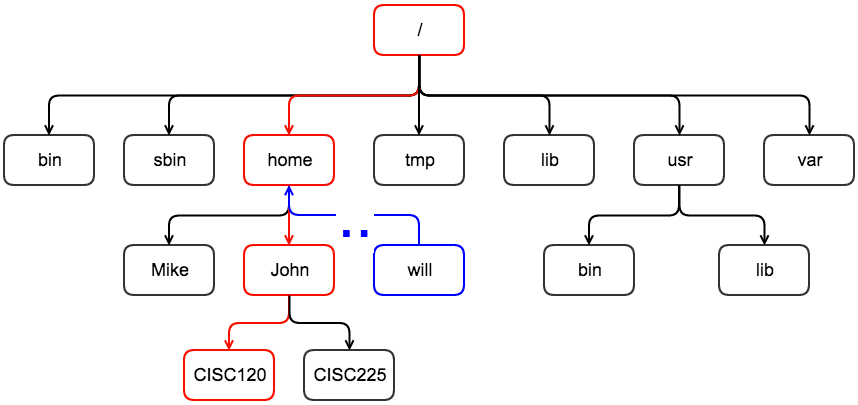 /
bin
sbin
home
tmp
lib
usr
var
..
Mike
John
will
bin
lib
CISC120
CISC225